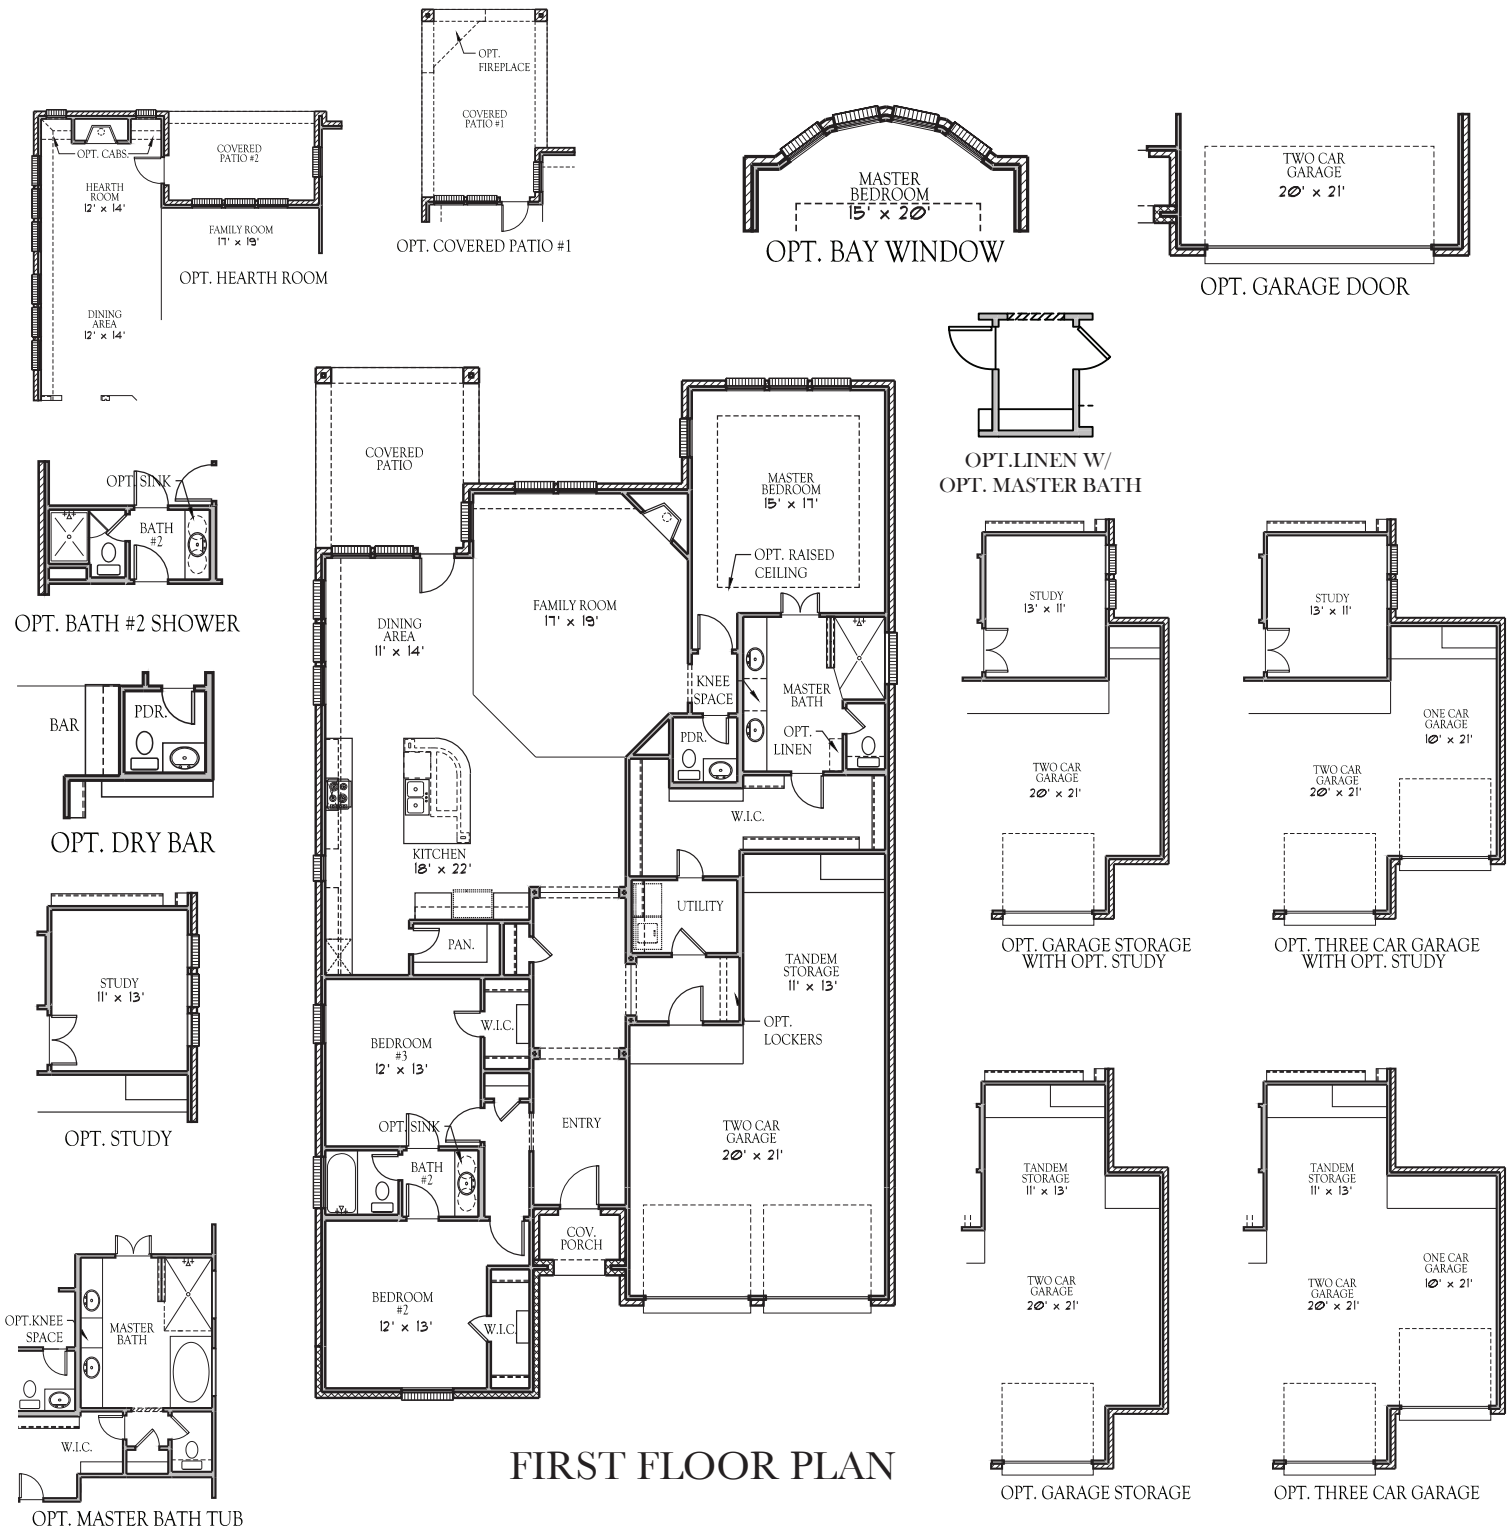 OPT.
FIREPLACE
COVERED
PATIO #1
OPT. COVERED PATIO #1
OPT. CABS.
COVERED
PATIO #2
HEARTH
ROOM
12' x 14'
FAMILY ROOM
17' x 19'
OPT. HEARTH ROOM
DINING
AREA
12' x 14'
MASTER
BEDROOM
15' x 20'
OPT. BAY WINDOW
TWO CAR
GARAGE
20' x 21'
OPT. GARAGE DOOR
OPT.LINEN W/
OPT. MASTER BATH
OPT. SINK
BATH
#2
OPT. BATH #2 SHOWER
BAR
PDR.
OPT. DRY BAR
STUDY
11' x 13'
OPT. STUDY
OPT.KNEE
SPACE
MASTER
BATH
W.I.C.
OPT. MASTER BATH TUB
COVERED
PATIO
MASTER
BEDROOM
15' x 17'
OPT. RAISED
CEILING
FAMILY ROOM
17' x 19'
DINING
AREA
11' x 14'
KNEE
SPACE
MASTER
BATH
OPT.
LINEN
PDR.
W.I.C.
KITCHEN
18' x 22'
UTILITY
PAN.
TANDEM
STORAGE
11' x 13'
OPT.
LOCKERS
W.I.C.
BEDROOM
#3
12' x 13'
OPT. SINK
ENTRY
TWO CAR
GARAGE
20' x 21'
BATH
#2
COV.
PORCH
BEDROOM
#2
12' x 13'
W.I.C.
FIRST FLOOR PLAN
STUDY
13' x 11'
TWO CAR
GARAGE
20' x 21'
OPT. GARAGE STORAGE
WITH OPT. STUDY
STUDY
13' x 11'
ONE CAR
GARAGE
10' x 21'
TWO CAR
GARAGE
20' x 21'
OPT. THREE CAR GARAGE
WITH OPT. STUDY
TANDEM
STORAGE
11' x 13'
TWO CAR
GARAGE
20' x 21'
OPT. GARAGE STORAGE
TANDEM
STORAGE
11' x 13'
ONE CAR
GARAGE
10' x 21'
TWO CAR
GARAGE
20' x 21'
OPT. THREE CAR GARAGE